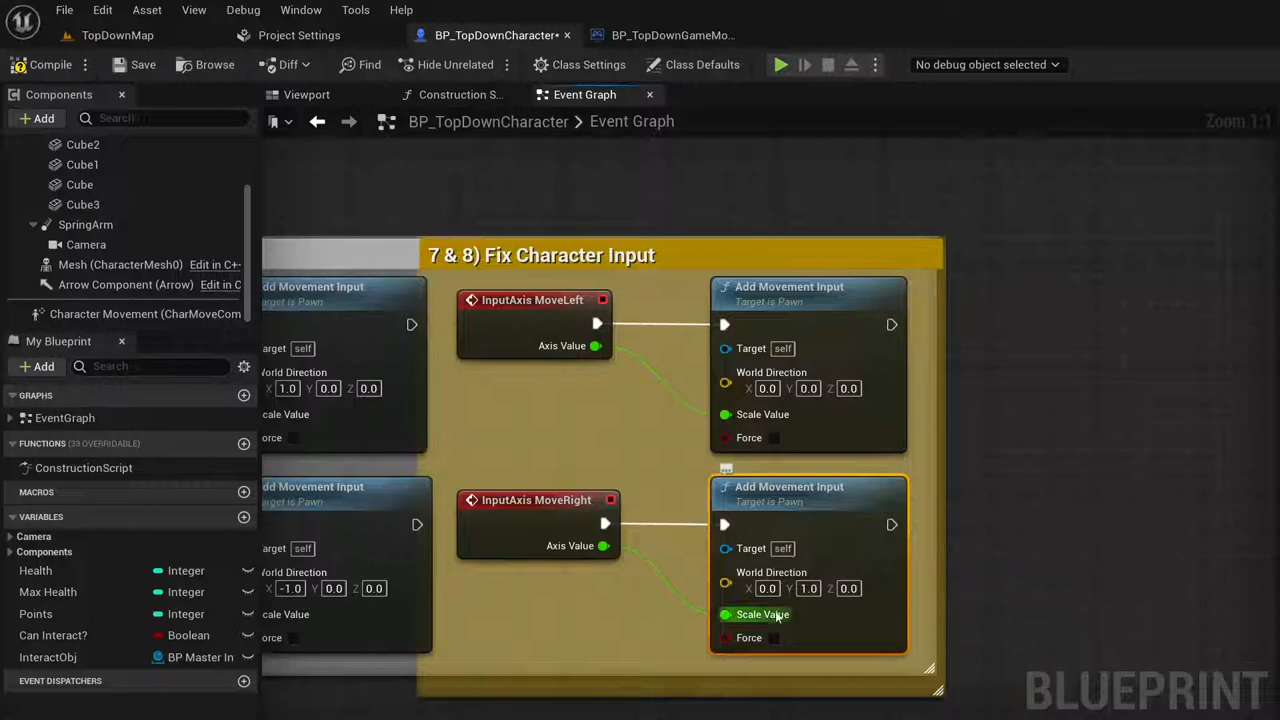 File Edit Asset View Debug Window Tools Help
TopDownMap Project Settings BP_TopDownCharacter• × BP_TopDownGameMo...
Compile Save Browse Diff Find Hide Unrelated Class Settings Class Defaults No debug object selected
Components × Viewport Construction S... Event Graph ×
+ Add Search
BP_TopDownCharacter > Event Graph
Zoom 1:1
Cube2
Cube1
Cube
Cube3
SpringArm
Camera
Mesh (CharacterMesh0) Edit in C+
Arrow Component (Arrow) Edit in C
Character Movement (CharMoveCom
My Blueprint ×
+ Add Search
GRAPHS
EventGraph
FUNCTIONS (33 OVERRIDABLE)
ConstructionScript
MACROS
VARIABLES
Camera
Components
Health Integer
Max Health Integer
Points Integer
Can Interact? Boolean
InteractObj BP Master In
EVENT DISPATCHERS
7 & 8) Fix Character Input
dd Movement Input
Target is Pawn
arget self
World Direction
X 1.0 Y 0.0 Z 0.0
cale Value
orce
InputAxis MoveLeft
Axis Value
Add Movement Input
Target is Pawn
Target self
World Direction
X 0.0 Y 0.0 Z 0.0
Scale Value
Force
dd Movement Input
arget is Pawn
arget self
World Direction
X -1.0 Y 0.0 Z 0.0
cale Value
orce
InputAxis MoveRight
Axis Value
Add Movement Input
Target is Pawn
Target self
World Direction
X 0.0 Y 1.0 Z 0.0
Scale Value
Force
BLUEPRINT